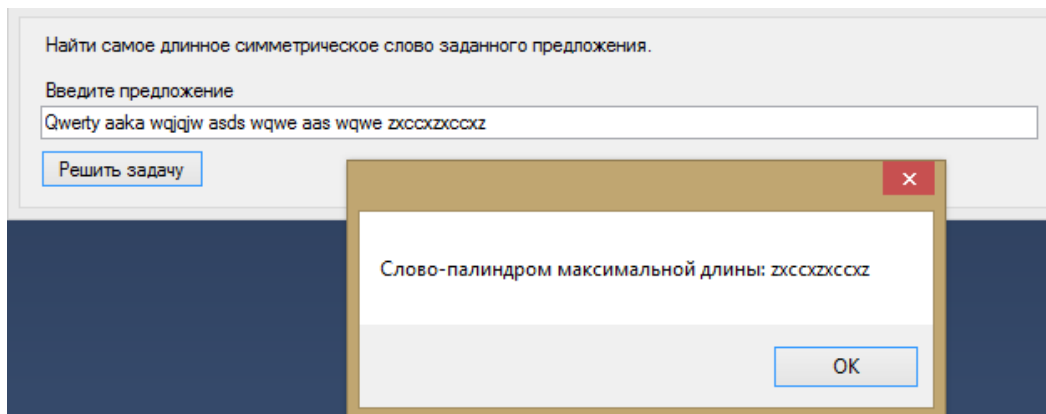 Найти самое длинное симметрическое слово заданного предложения.
Введите предложение
Qwerty aaka wqjqjw asds wqwe aas wqwe zxccxzxccxz
Решить задачу
Слово-палиндром максимальной длины: zxccxzxccxz
OK